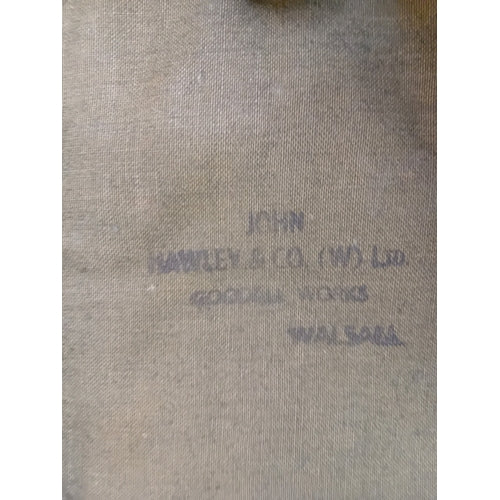 JOHN
HAWLEY & CO. (W) LTD.
GOODALL WORKS
WALSALL